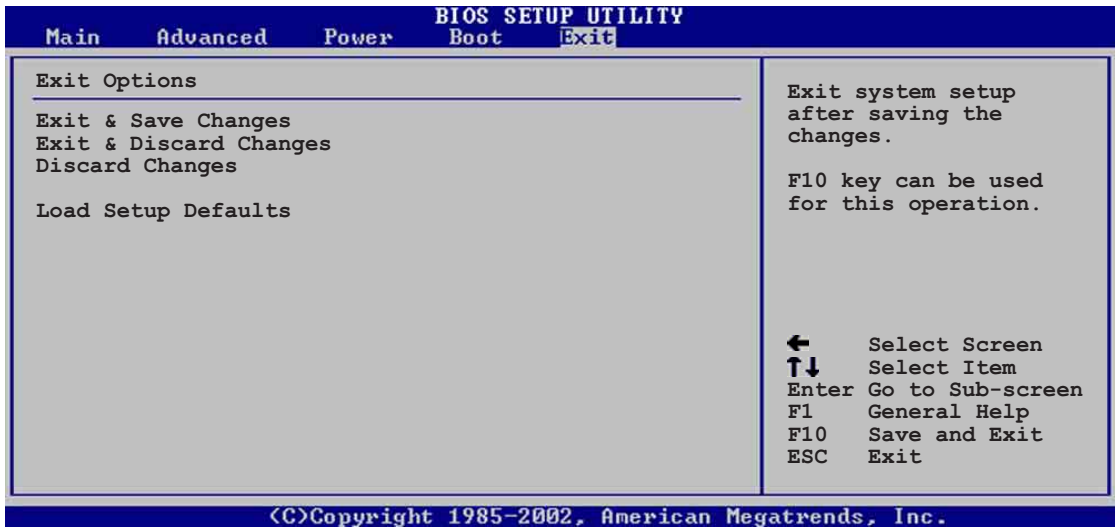 BIOS SETUP UTILITY
Main Advanced Power Boot Exit
Exit Options
Exit & Save Changes
Exit & Discard Changes
Discard Changes
Load Setup Defaults
Exit system setup
after saving the
changes.
F10 key can be used
for this operation.
← Select Screen
↑↓ Select Item
Enter Go to Sub-screen
F1 General Help
F10 Save and Exit
ESC Exit
(C)Copyright 1985-2002, American Megatrends, Inc.